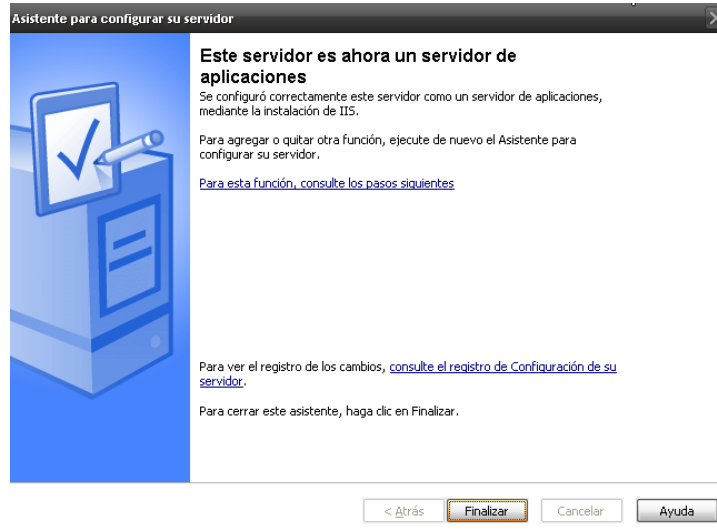 Asistente para configurar su servidor
Este servidor es ahora un servidor de
aplicaciones
Se configuró correctamente este servidor como un servidor de aplicaciones,
mediante la instalación de IIS.
Para agregar o quitar otra función, ejecute de nuevo el Asistente para
configurar su servidor.
Para esta función, consulte los pasos siguientes
Para ver el registro de los cambios, consulte el registro de Configuración de su
servidor.
Para cerrar este asistente, haga clic en Finalizar.
< Atrás Finalizar Cancelar Ayuda